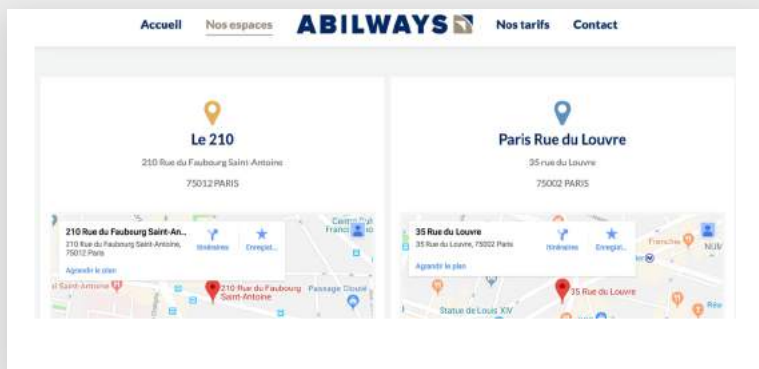 Accueil
Nos espaces
ABILWAYS
Nos tarifs
Contact
Le 210
210 Rue du Faubourg Saint-Antoine
75012 PARIS
210 Rue du Faubourg Saint-An...
210 Rue du Faubourg Saint-Antoine,
75012 Paris
Itinéraires
Enregist...
Agrandir le plan
210 Rue du Faubourg
Saint-Antoine
Passage Cloué
Paris Rue du Louvre
35 rue du Louvre
75002 PARIS
35 Rue du Louvre
35 Rue du Louvre, 75002 Paris
Itinéraires
Enregist...
Agrandir le plan
35 Rue du Louvre
Statue de Louis XIV